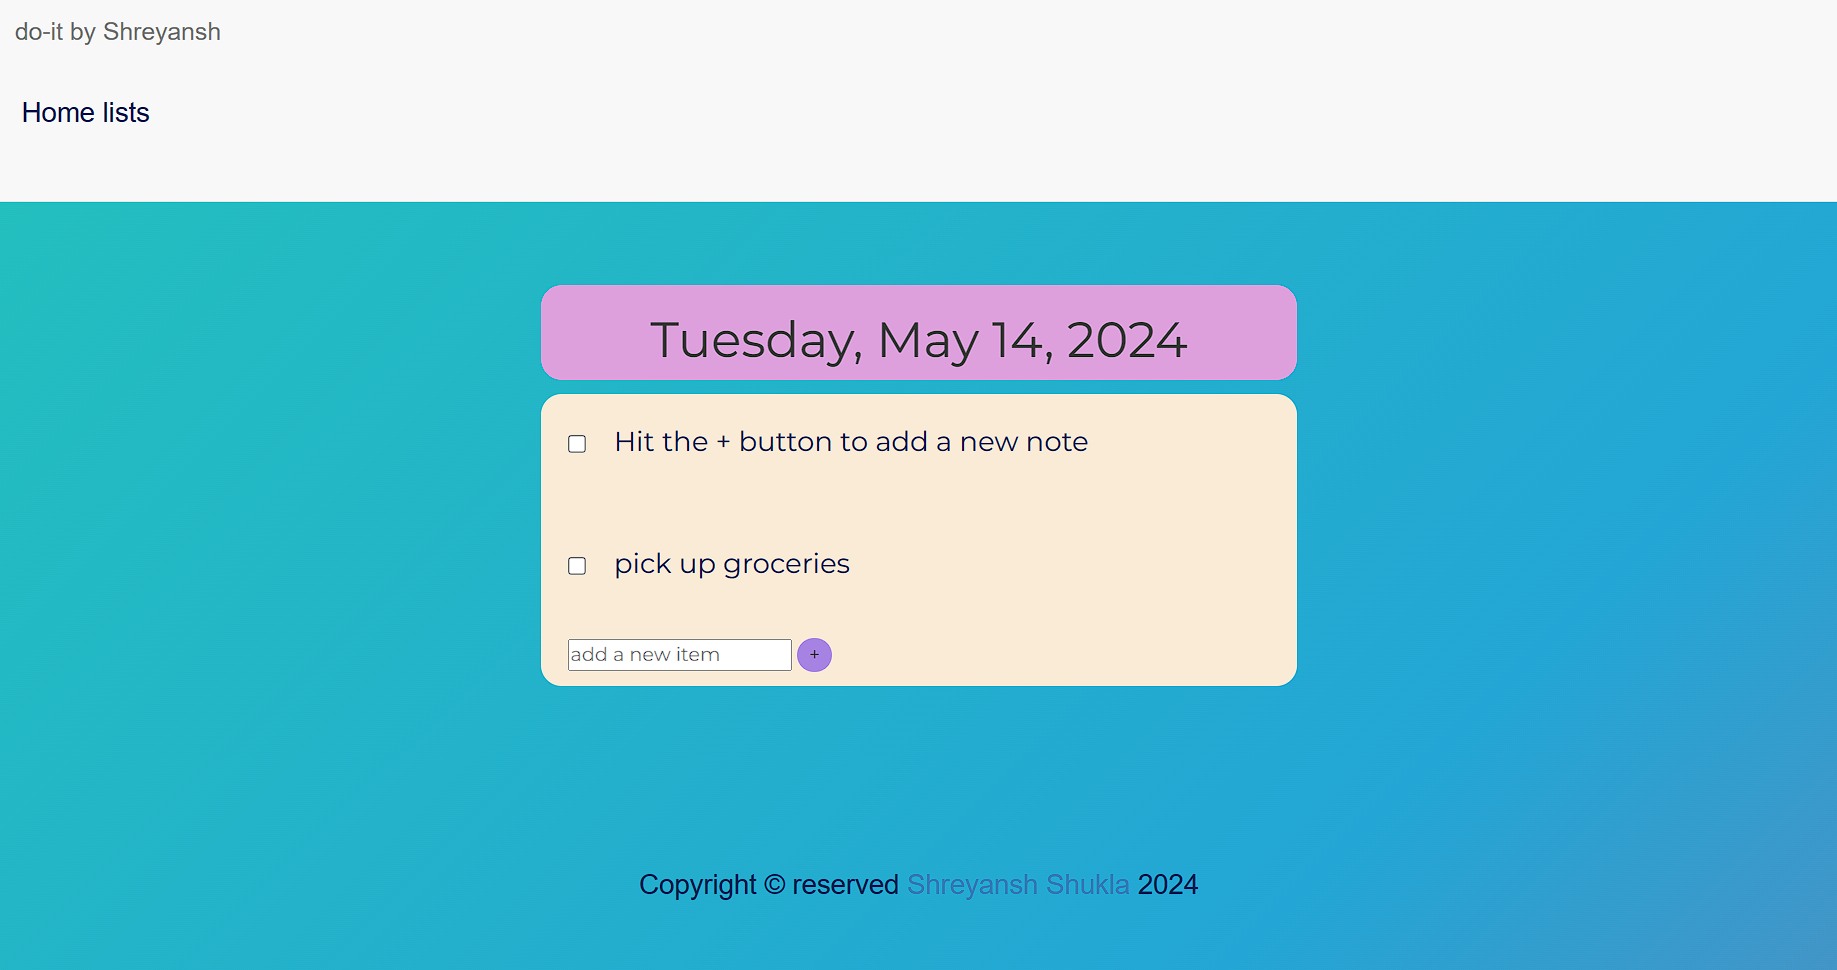 do-it by Shreyansh
Home lists
Tuesday, May 14, 2024
Hit the + button to add a new note
pick up groceries
add a new item +
Copyright © reserved Shreyansh Shukla 2024